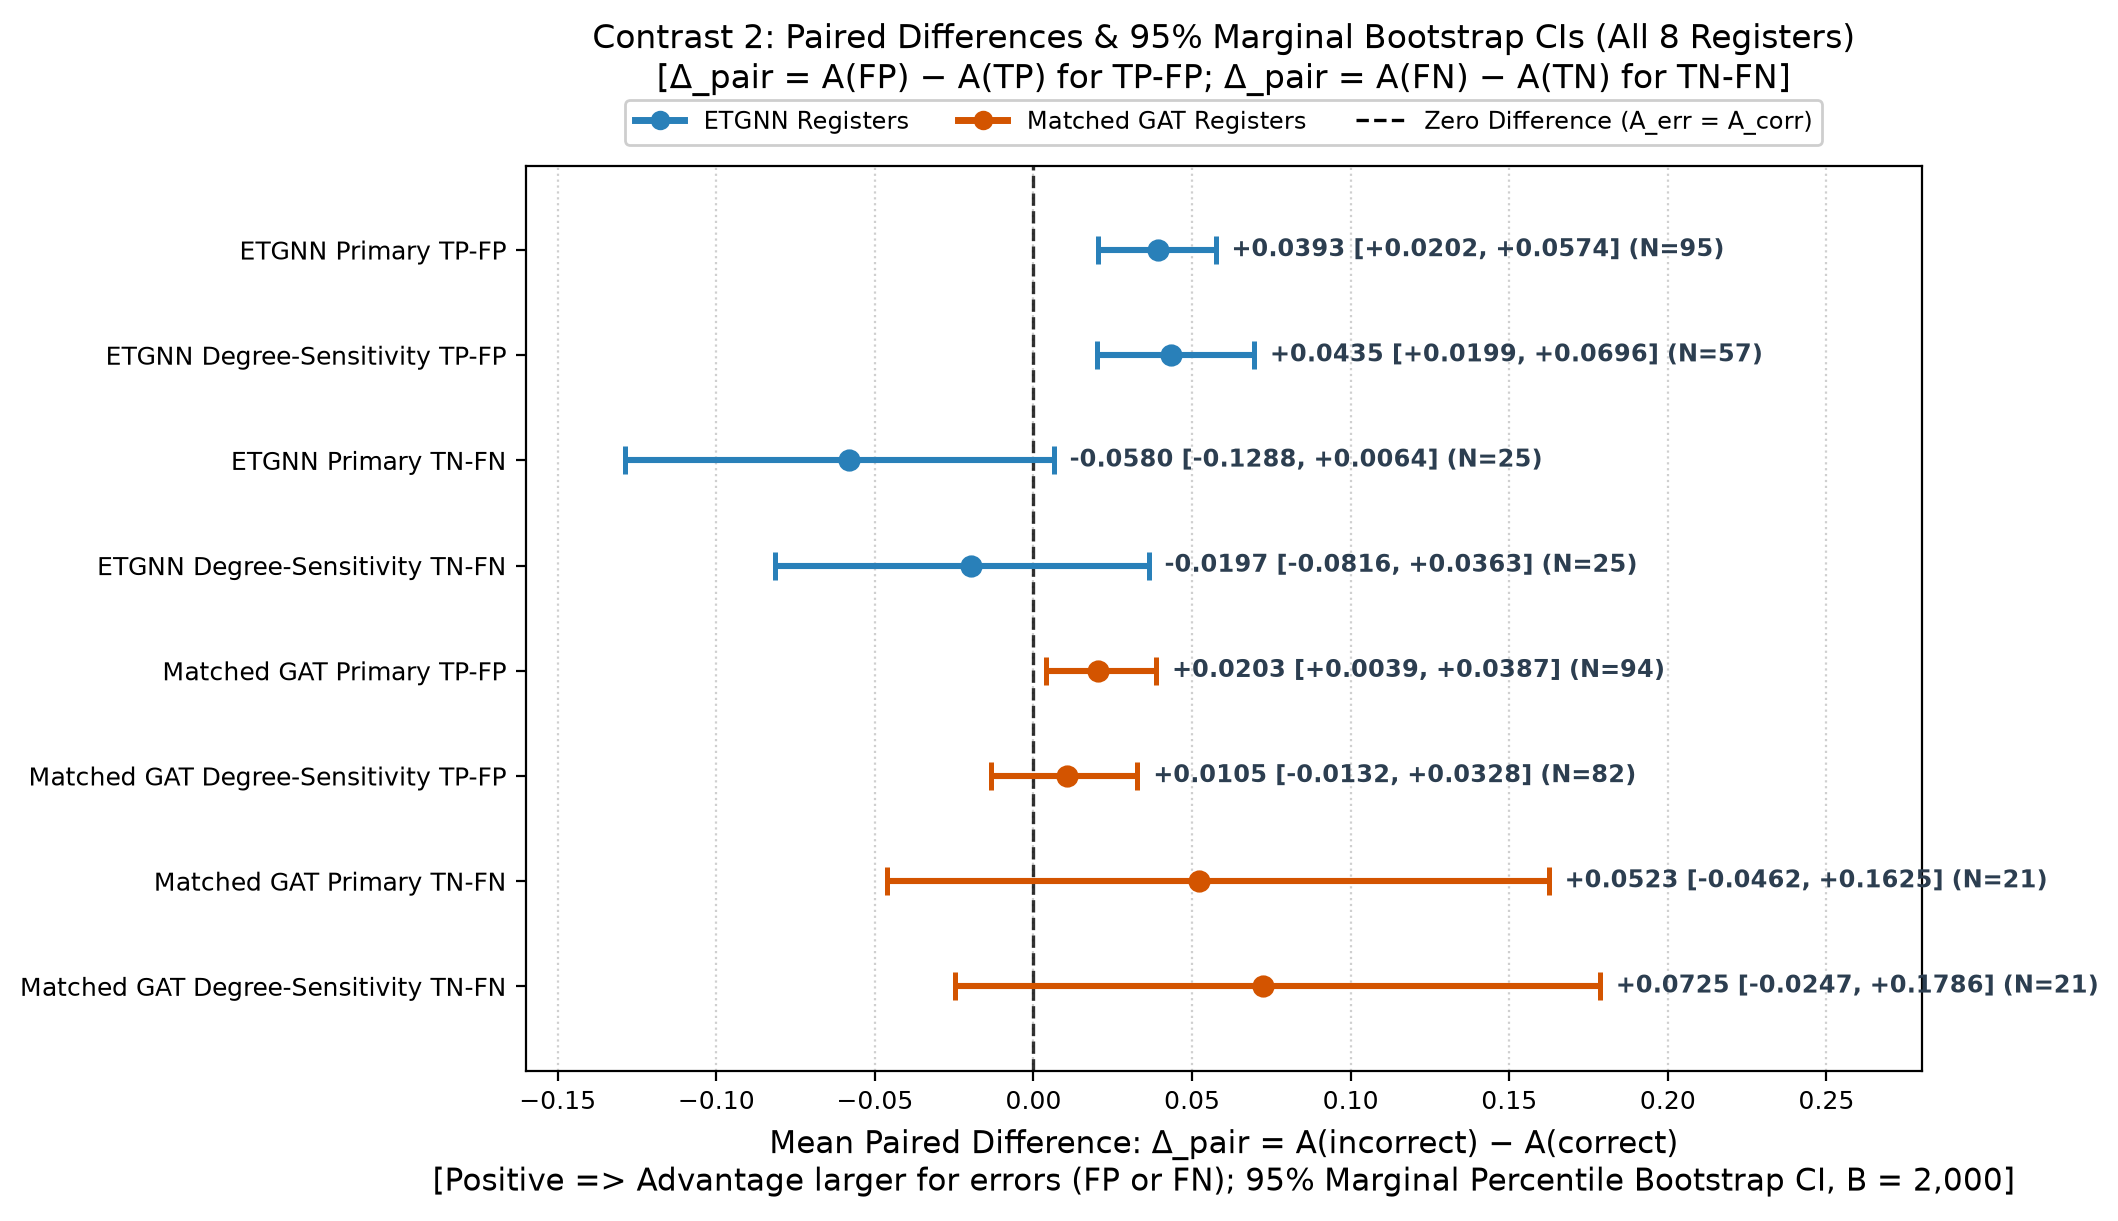 Contrast 2: Paired Differences & 95% Marginal Bootstrap CIs (All 8 Registers)
[Δ_pair = A(FP) − A(TP) for TP-FP; Δ_pair = A(FN) − A(TN) for TN-FN]
ETGNN Registers Matched GAT Registers Zero Difference (A_err = A_corr)
ETGNN Primary TP-FP +0.0393 [+0.0202, +0.0574] (N=95)
ETGNN Degree-Sensitivity TP-FP +0.0435 [+0.0199, +0.0696] (N=57)
ETGNN Primary TN-FN -0.0580 [-0.1288, +0.0064] (N=25)
ETGNN Degree-Sensitivity TN-FN -0.0197 [-0.0816, +0.0363] (N=25)
Matched GAT Primary TP-FP +0.0203 [+0.0039, +0.0387] (N=94)
Matched GAT Degree-Sensitivity TP-FP +0.0105 [-0.0132, +0.0328] (N=82)
Matched GAT Primary TN-FN +0.0523 [-0.0462, +0.1625] (N=21)
Matched GAT Degree-Sensitivity TN-FN +0.0725 [-0.0247, +0.1786] (N=21)
−0.15 −0.10 −0.05 0.00 0.05 0.10 0.15 0.20 0.25
Mean Paired Difference: Δ_pair = A(incorrect) − A(correct)
[Positive => Advantage larger for errors (FP or FN); 95% Marginal Percentile Bootstrap CI, B = 2,000]